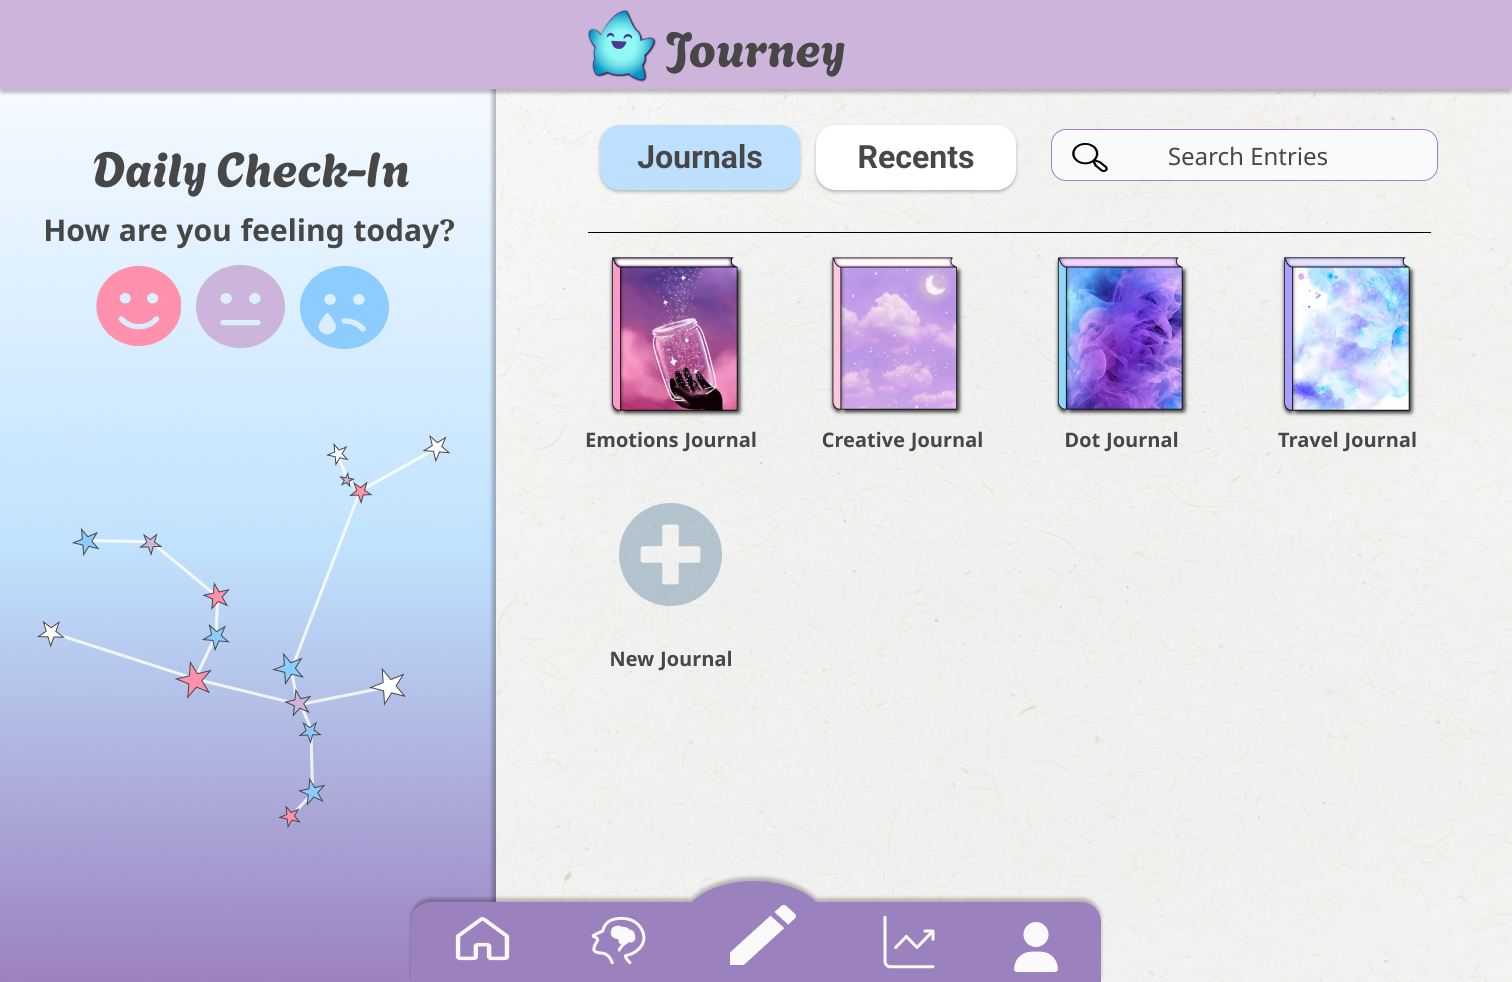 Journey
Daily Check-In
How are you feeling today?
Journals
Recents
Search Entries
Emotions Journal
Creative Journal
Dot Journal
Travel Journal
New Journal